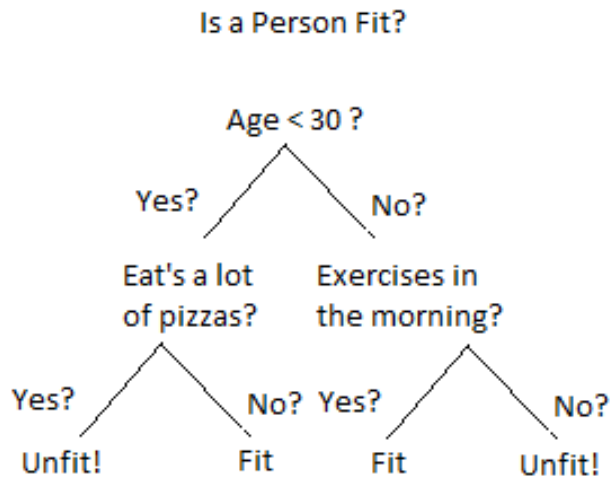 Is a Person Fit?
Age < 30 ?
Yes?
No?
Eat's a lot
of pizzas?
Exercises in
the morning?
Yes?
No?
Yes?
No?
Unfit!
Fit
Fit
Unfit!